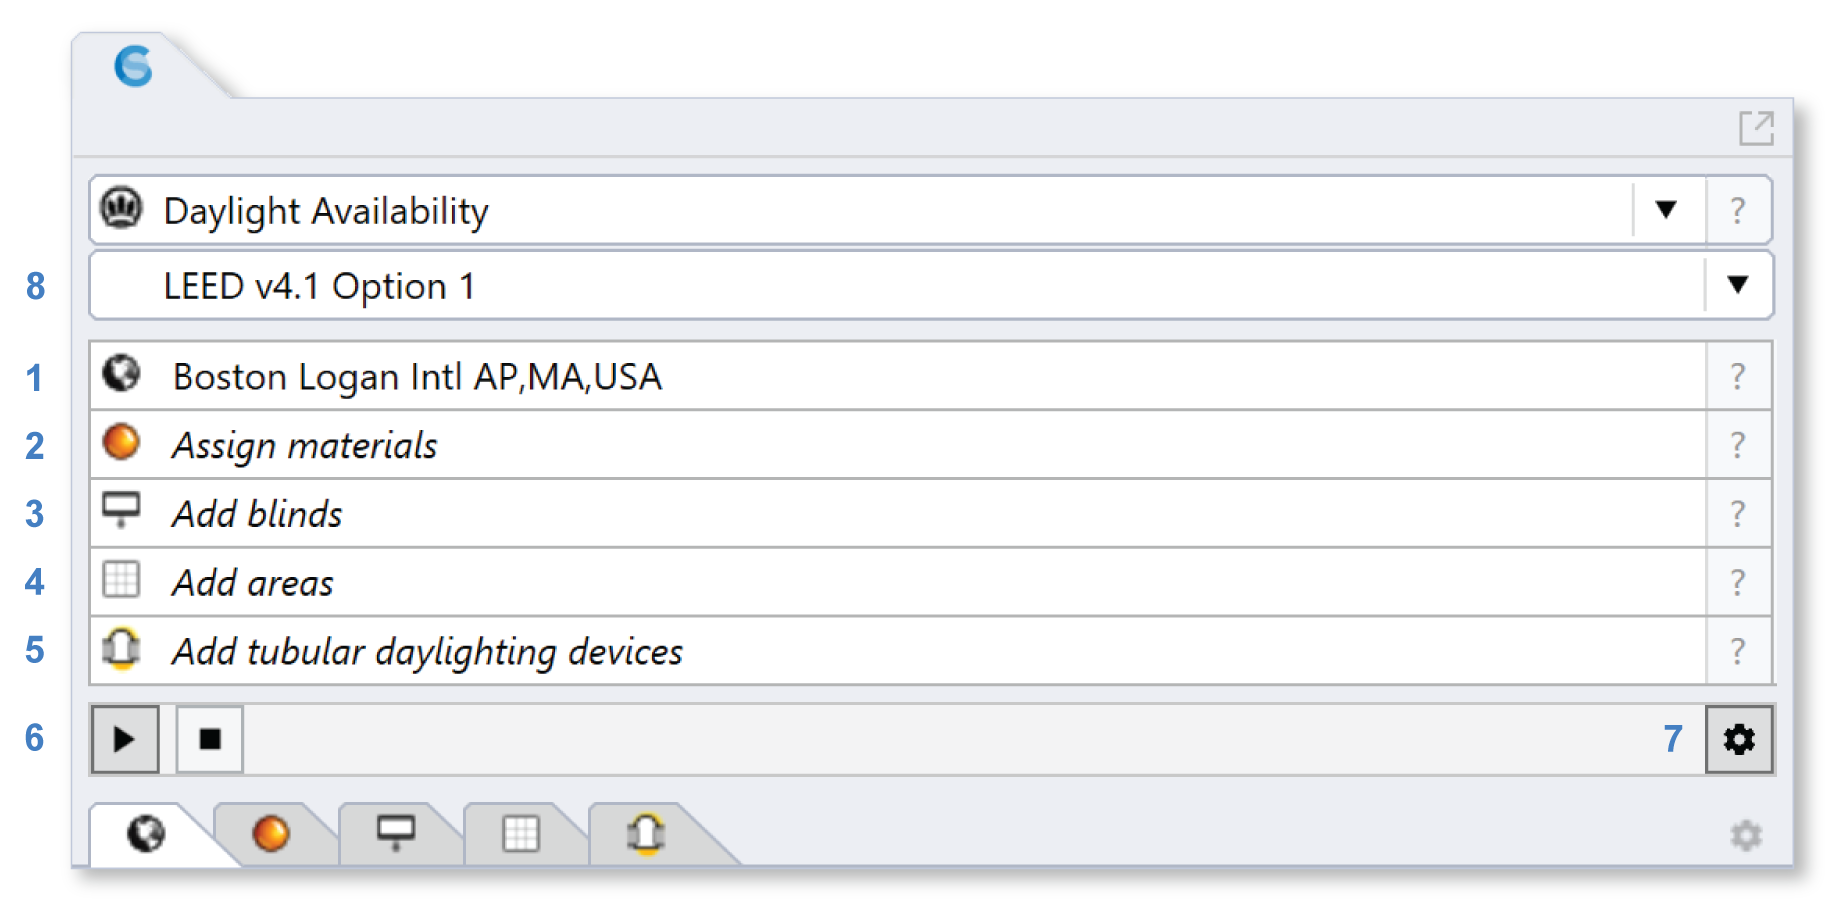 Daylight Availability ?
8 LEED v4.1 Option 1
1 Boston Logan Intl AP,MA,USA ?
2 Assign materials ?
3 Add blinds ?
4 Add areas ?
5 Add tubular daylighting devices ?
6 7